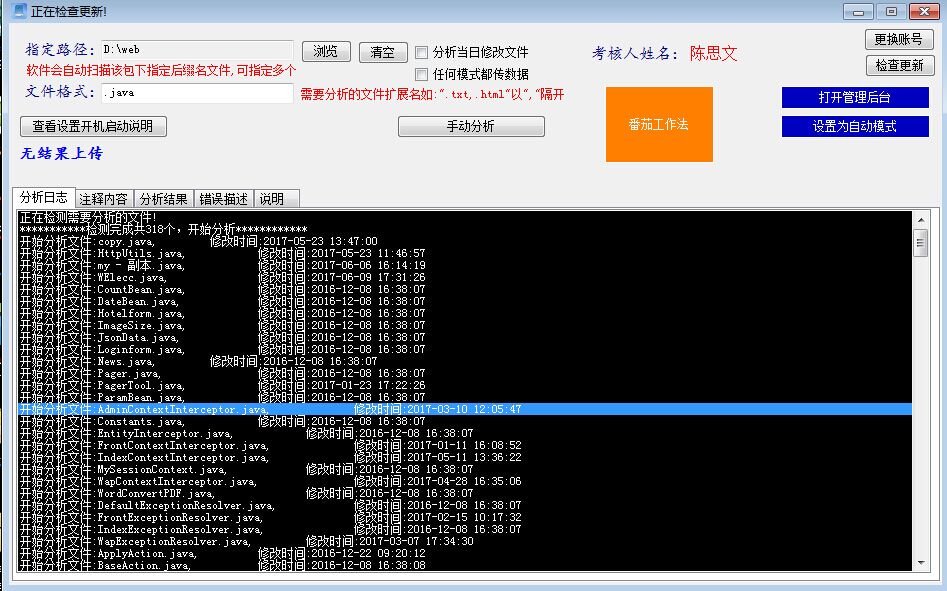 正在检查更新!
指定路径: D:\web 浏览 清空 分析当日修改文件 考核人姓名: 陈思文 更换账号
软件会自动扫描该包下指定后缀名文件,可指定多个 任何模式都传数据 检查更新
文件格式: .java 需要分析的文件扩展名如:".txt,.html"以","隔开 打开管理后台
番茄工作法
查看设置开机启动说明 手动分析 设置为自动模式
无结果上传
分析日志 注释内容 分析结果 错误描述 说明
正在检测需要分析的文件!
***********检测完成共318个，开始分析************
开始分析文件:copy.java, 修改时间:2017-05-23 13:47:00
开始分析文件:HttpUtils.java, 修改时间:2017-05-23 11:46:57
开始分析文件:my - 副本.java, 修改时间:2017-06-06 16:14:19
开始分析文件:WElecc.java, 修改时间:2017-06-09 17:31:26
开始分析文件:CountBean.java, 修改时间:2016-12-08 16:38:07
开始分析文件:DateBean.java, 修改时间:2016-12-08 16:38:07
开始分析文件:Hotelform.java, 修改时间:2016-12-08 16:38:07
开始分析文件:ImageSize.java, 修改时间:2016-12-08 16:38:07
开始分析文件:JsonData.java, 修改时间:2016-12-08 16:38:07
开始分析文件:Loginform.java, 修改时间:2016-12-08 16:38:07
开始分析文件:News.java, 修改时间:2016-12-08 16:38:07
开始分析文件:Pager.java, 修改时间:2016-12-08 16:38:07
开始分析文件:PagerTool.java, 修改时间:2017-01-23 17:22:26
开始分析文件:ParamBean.java, 修改时间:2016-12-08 16:38:07
开始分析文件:AdminContextInterceptor.java, 修改时间:2017-03-10 12:05:47
开始分析文件:Constants.java, 修改时间:2016-12-08 16:38:07
开始分析文件:EntityInterceptor.java, 修改时间:2016-12-08 16:38:07
开始分析文件:FrontContextInterceptor.java, 修改时间:2017-01-11 16:08:52
开始分析文件:IndexContextInterceptor.java, 修改时间:2017-05-11 13:36:22
开始分析文件:MySessionContext.java, 修改时间:2016-12-08 16:38:07
开始分析文件:WapContextInterceptor.java, 修改时间:2017-04-28 16:35:06
开始分析文件:WordConvertPDF.java, 修改时间:2016-12-08 16:38:07
开始分析文件:DefaultExceptionResolver.java, 修改时间:2016-12-08 16:38:07
开始分析文件:FrontExceptionResolver.java, 修改时间:2017-02-15 10:17:32
开始分析文件:IndexExceptionResolver.java, 修改时间:2016-12-08 16:38:07
开始分析文件:WapExceptionResolver.java, 修改时间:2017-03-07 17:34:30
开始分析文件:ApplyAction.java, 修改时间:2016-12-22 09:20:12
开始分析文件:BaseAction.java, 修改时间:2016-12-08 16:38:08